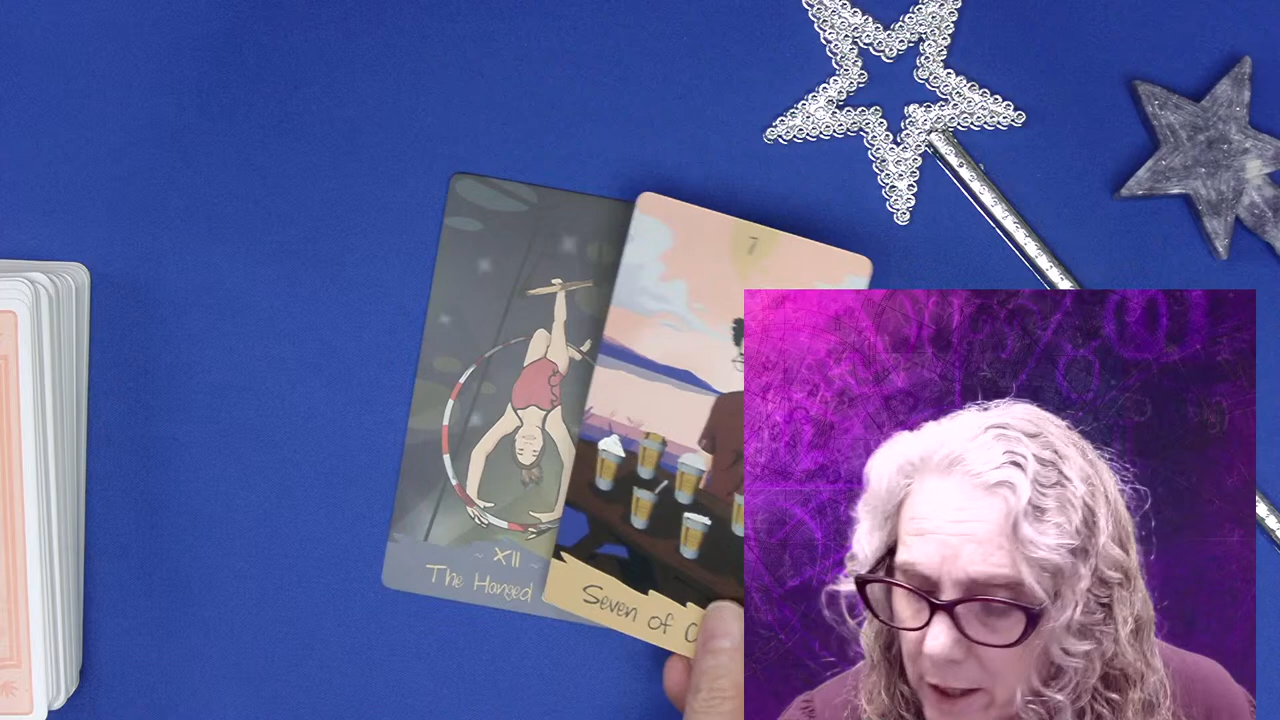 7
~ XII ~
The Hanged
Seven of C